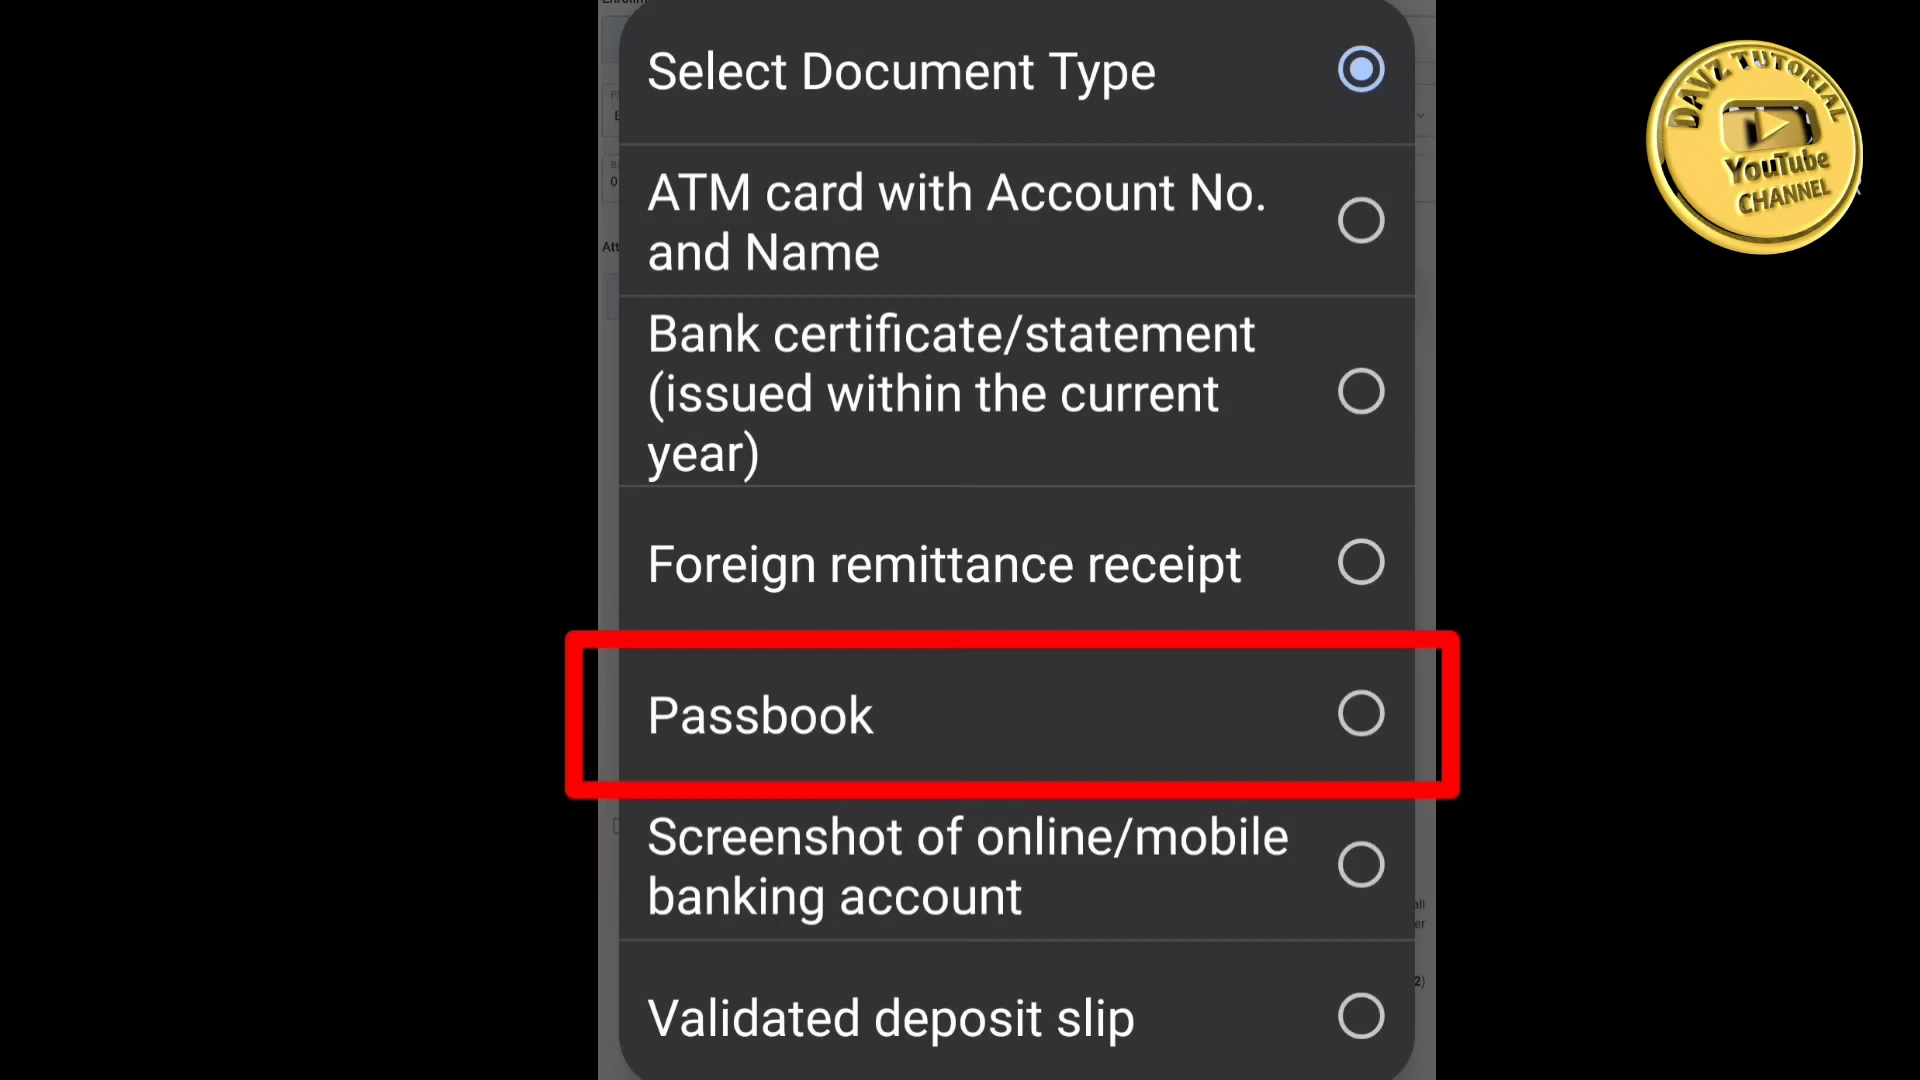 Select Document Type
DAVZ TUTORIAL
YouTube
CHANNEL
ATM card with Account No.
and Name
Bank certificate/statement
(issued within the current
year)
Foreign remittance receipt
Passbook
Screenshot of online/mobile
banking account
Validated deposit slip